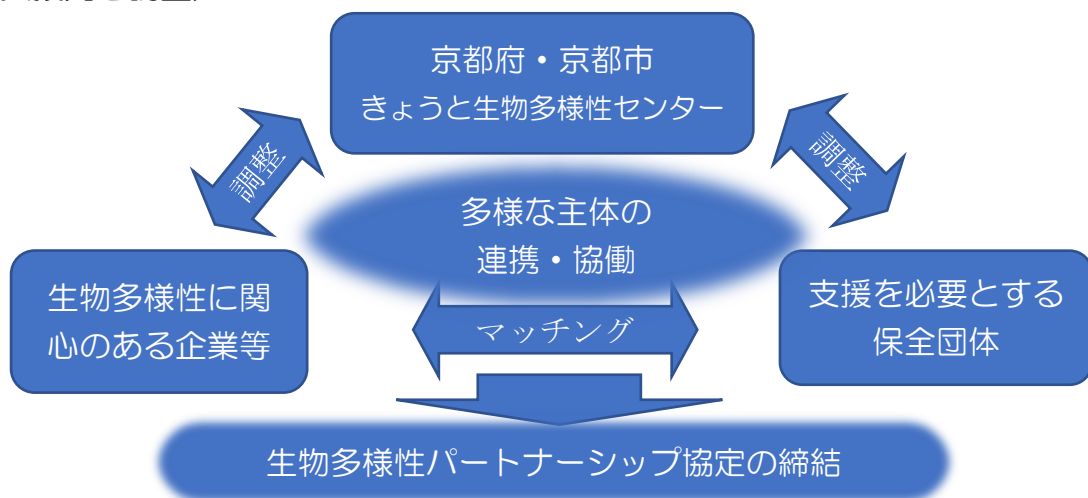 京都府・京都市
きょうと生物多様性センター
調整
調整
多様な主体の
連携・協働
生物多様性に関
心のある企業等
支援を必要とする
保全団体
マッチング
生物多様性パートナーシップ協定の締結